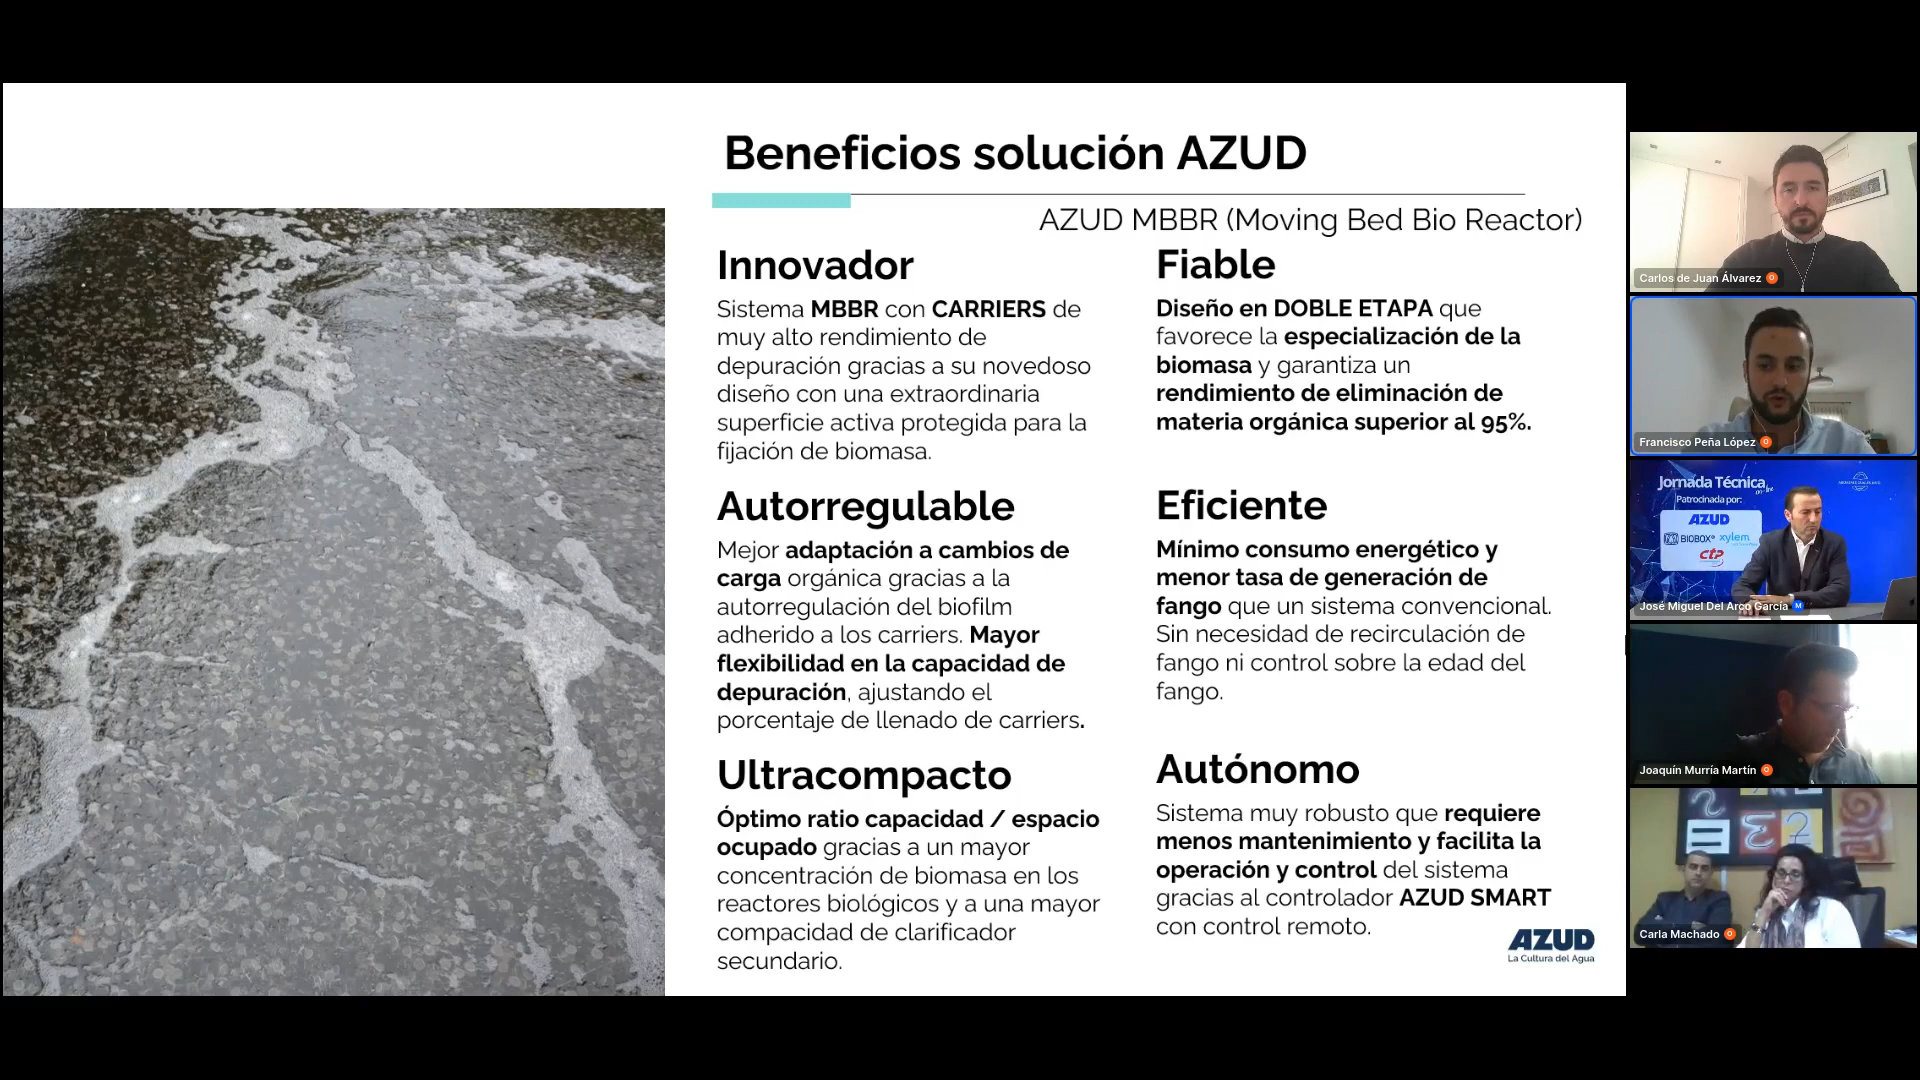 Beneficios solución AZUD
AZUD MBBR (Moving Bed Bio Reactor)
Innovador
Sistema MBBR con CARRIERS de
muy alto rendimiento de
depuración gracias a su novedoso
diseño con una extraordinaria
superficie activa protegida para la
fijación de biomasa.
Fiable
Diseño en DOBLE ETAPA que
favorece la especialización de la
biomasa y garantiza un
rendimiento de eliminación de
materia orgánica superior al 95%.
Autorregulable
Mejor adaptación a cambios de
carga orgánica gracias a la
autorregulación del biofilm
adherido a los carriers. Mayor
flexibilidad en la capacidad de
depuración, ajustando el
porcentaje de llenado de carriers.
Eficiente
Mínimo consumo energético y
menor tasa de generación de
fango que un sistema convencional.
Sin necesidad de recirculación de
fango ni control sobre la edad del
fango.
Ultracompacto
Óptimo ratio capacidad / espacio
ocupado gracias a un mayor
concentración de biomasa en los
reactores biológicos y a una mayor
compacidad de clarificador
secundario.
Autónomo
Sistema muy robusto que requiere
menos mantenimiento y facilita la
operación y control del sistema
gracias al controlador AZUD SMART
con control remoto.
AZUD
La Cultura del Agua
Carlos de Juan Álvarez
Francisco Peña López
Jornada Técnica
on-line
Patrocinada por:
AZUD
BIOBOX xylem
ctp
José Miguel Del Arco García M
Joaquín Murría Martín
Carla Machado